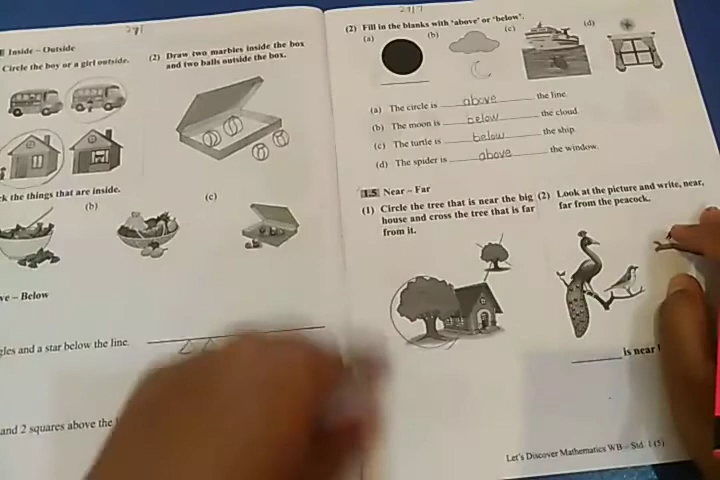 Inside - Outside
Circle the boy or a girl outside.
(2) Draw two marbles inside the box
and two balls outside the box.
k the things that are inside.
(b)
(c)
ve - Below
gles and a star below the line.
and 2 squares above the
(2) Fill in the blanks with 'above' or 'below'.
(a)
(b)
(c)
(d)
(a) The circle is above the line.
(b) The moon is below the cloud
(c) The turtle is below the ship.
(d) The spider is above the window.
1.5 Near - Far
(1) Circle the tree that is near the big
house and cross the tree that is far
from it.
(2) Look at the picture and write, near,
far from the peacock.
is near
Let's Discover Mathematics WB - Std. 1 (5)